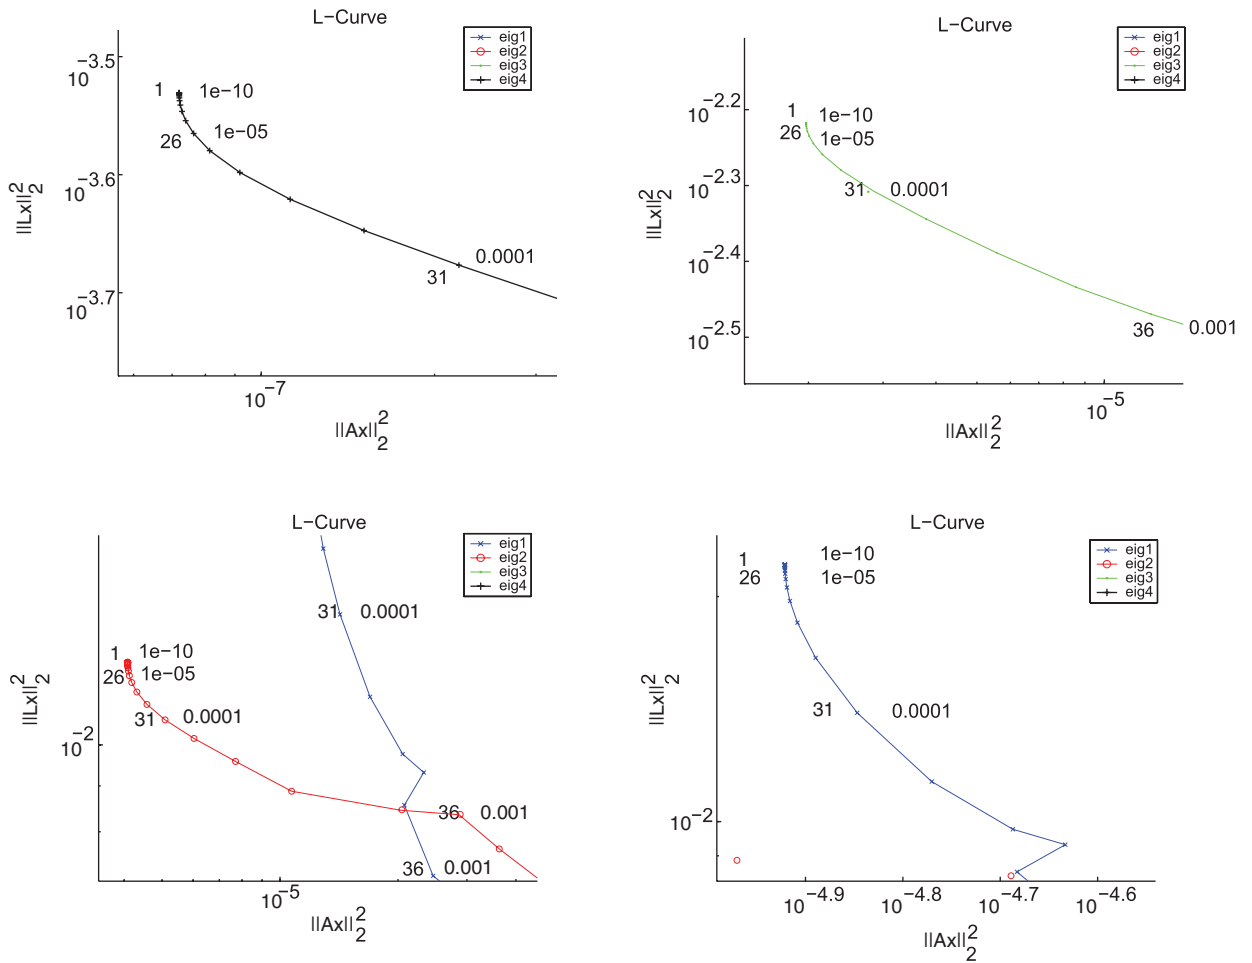 L−Curve
eig1
eig2
eig3
eig4
10^−3.5
10^−3.6
10^−3.7
||Lx||_2^2
1
1e−10
26
1e−05
31
0.0001
10^−7
||Ax||_2^2
L−Curve
eig1
eig2
eig3
eig4
10^−2.2
10^−2.3
10^−2.4
10^−2.5
||Lx||_2^2
1
1e−10
26
1e−05
31
0.0001
36
0.001
10^−5
||Ax||_2^2
L−Curve
eig1
eig2
eig3
eig4
31
0.0001
1
1e−10
26
1e−05
31
0.0001
10^−2
||Lx||_2^2
36
0.001
36
0.001
10^−5
||Ax||_2^2
L−Curve
eig1
eig2
eig3
eig4
1
1e−10
26
1e−05
31
0.0001
||Lx||_2^2
10^−2
10^−4.9
10^−4.8
10^−4.7
10^−4.6
||Ax||_2^2